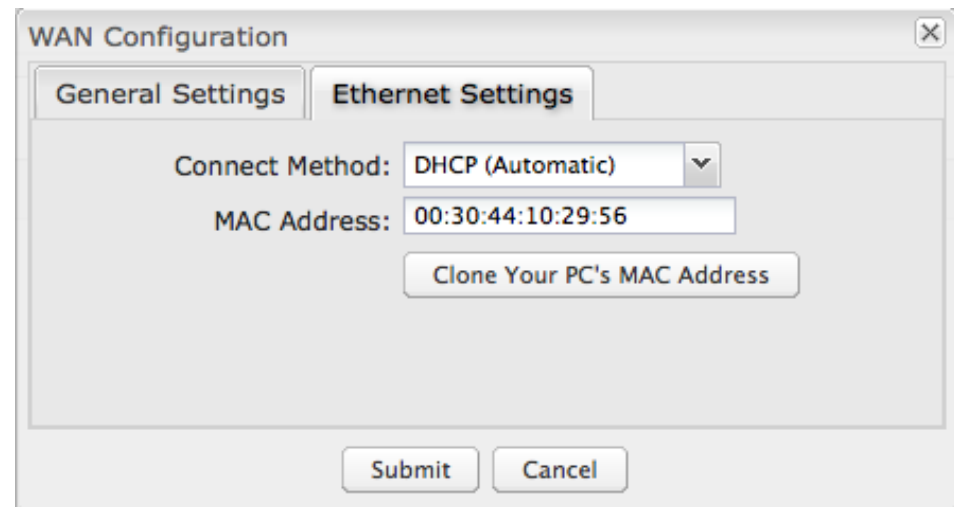 WAN Configuration
General Settings Ethernet Settings
Connect Method: DHCP (Automatic)
MAC Address: 00:30:44:10:29:56
Clone Your PC's MAC Address
Submit Cancel